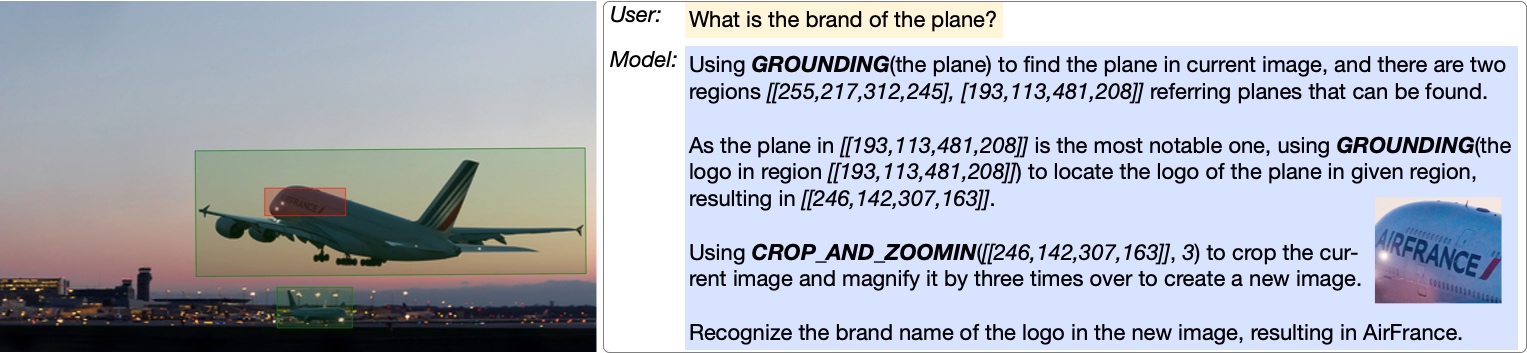 User: What is the brand of the plane?
Model: Using GROUNDING(the plane) to find the plane in current image, and there are two
regions [[255,217,312,245], [193,113,481,208]] referring planes that can be found.
As the plane in [[193,113,481,208]] is the most notable one, using GROUNDING(the
logo in region [[193,113,481,208]]) to locate the logo of the plane in given region,
resulting in [[246,142,307,163]].
Using CROP_AND_ZOOMIN([[246,142,307,163]], 3) to crop the cur-
rent image and magnify it by three times over to create a new image.
Recognize the brand name of the logo in the new image, resulting in AirFrance.
AIRFRANCE